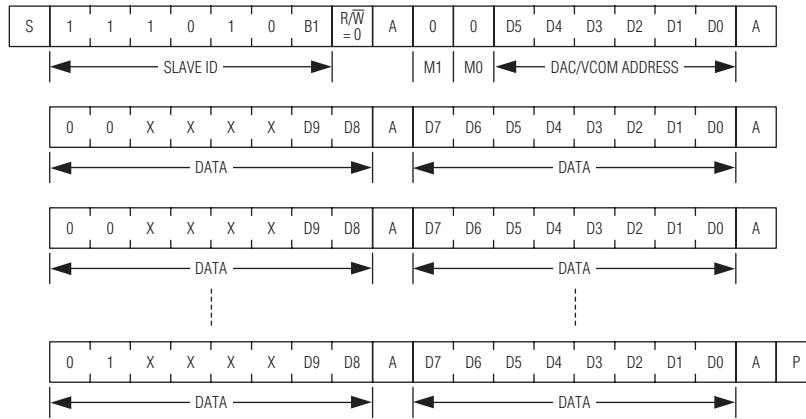 S 1 1 1 0 1 0 B1 R/W̅ = 0 A 0 0 D5 D4 D3 D2 D1 D0 A
SLAVE ID M1 M0 DAC/VCOM ADDRESS
0 0 X X X X D9 D8 A D7 D6 D5 D4 D3 D2 D1 D0 A
DATA DATA
0 0 X X X X D9 D8 A D7 D6 D5 D4 D3 D2 D1 D0 A
DATA DATA
0 1 X X X X D9 D8 A D7 D6 D5 D4 D3 D2 D1 D0 A P
DATA DATA